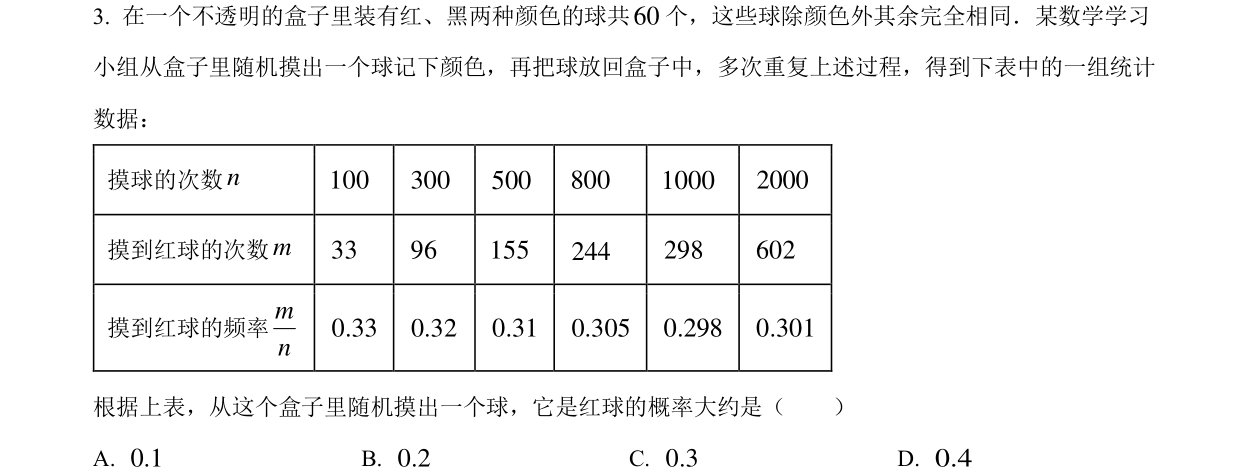 3. 在一个不透明的盒子里装有红、黑两种颜色的球共60个，这些球除颜色外其余完全相同．某数学学习
小组从盒子里随机摸出一个球记下颜色，再把球放回盒子中，多次重复上述过程，得到下表中的一组统计
数据：
摸球的次数n 100 300 500 800 1000 2000
摸到红球的次数m 33 96 155 244 298 602
摸到红球的频率m/n 0.33 0.32 0.31 0.305 0.298 0.301
根据上表，从这个盒子里随机摸出一个球，它是红球的概率大约是（ ）
A. 0.1 B. 0.2 C. 0.3 D. 0.4